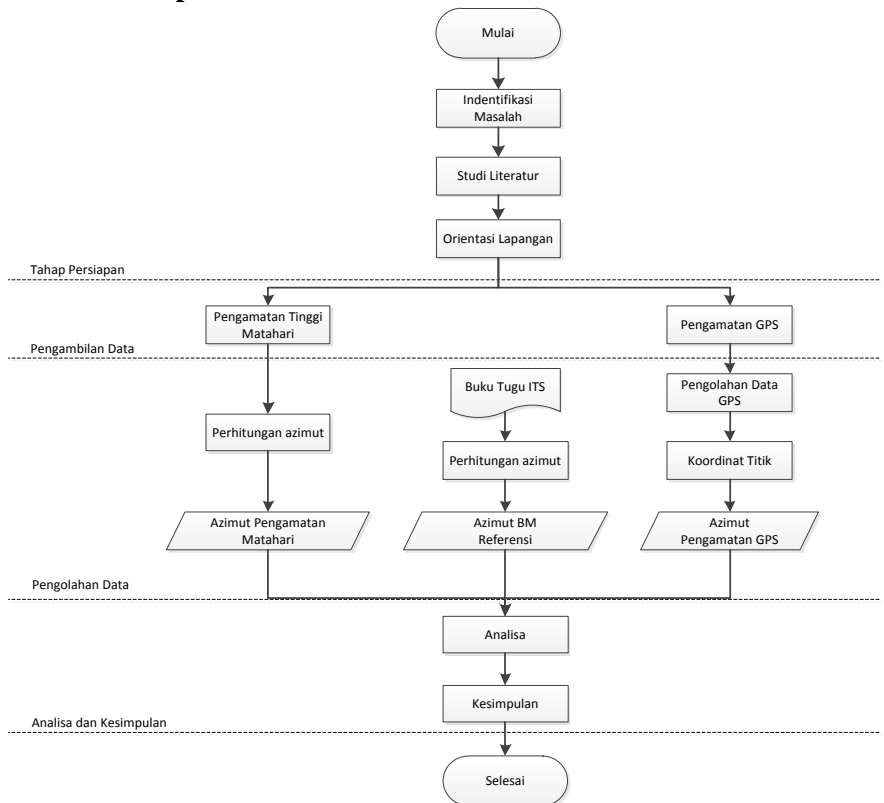 Mulai
Indentifikasi
Masalah
Studi Literatur
Orientasi Lapangan
Tahap Persiapan
Pengamatan Tinggi
Matahari
Pengamatan GPS
Pengambilan Data
Buku Tugu ITS
Pengolahan Data
GPS
Perhitungan azimut
Perhitungan azimut
Koordinat Titik
Azimut Pengamatan
Matahari
Azimut BM
Referensi
Azimut
Pengamatan GPS
Pengolahan Data
Analisa
Kesimpulan
Analisa dan Kesimpulan
Selesai